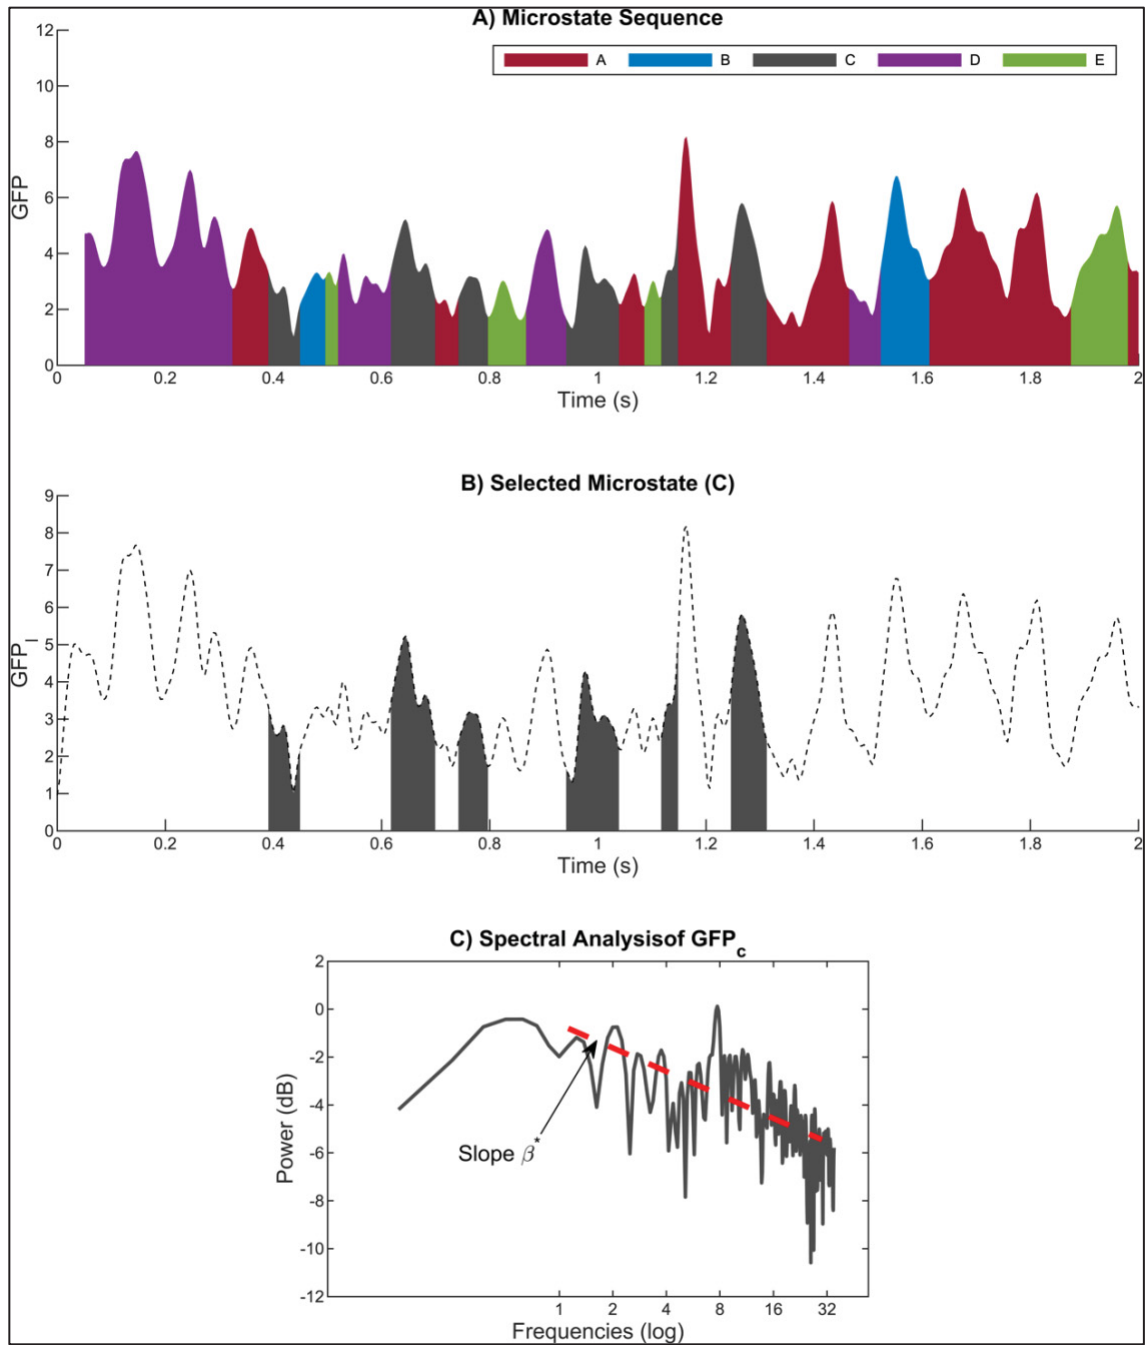 A) Microstate Sequence
A B C D E
12
10
8
6
4
2
0
GFP
0 0.2 0.4 0.6 0.8 1 1.2 1.4 1.6 1.8 2
Time (s)
B) Selected Microstate (C)
9
8
7
6
5
4
3
2
1
0
GFP_l
0 0.2 0.4 0.6 0.8 1 1.2 1.4 1.6 1.8 2
Time (s)
C) Spectral Analysisof GFP_c
2
0
-2
-4
-6
-8
-10
-12
Power (dB)
Slope β*
1 2 4 8 16 32
Frequencies (log)